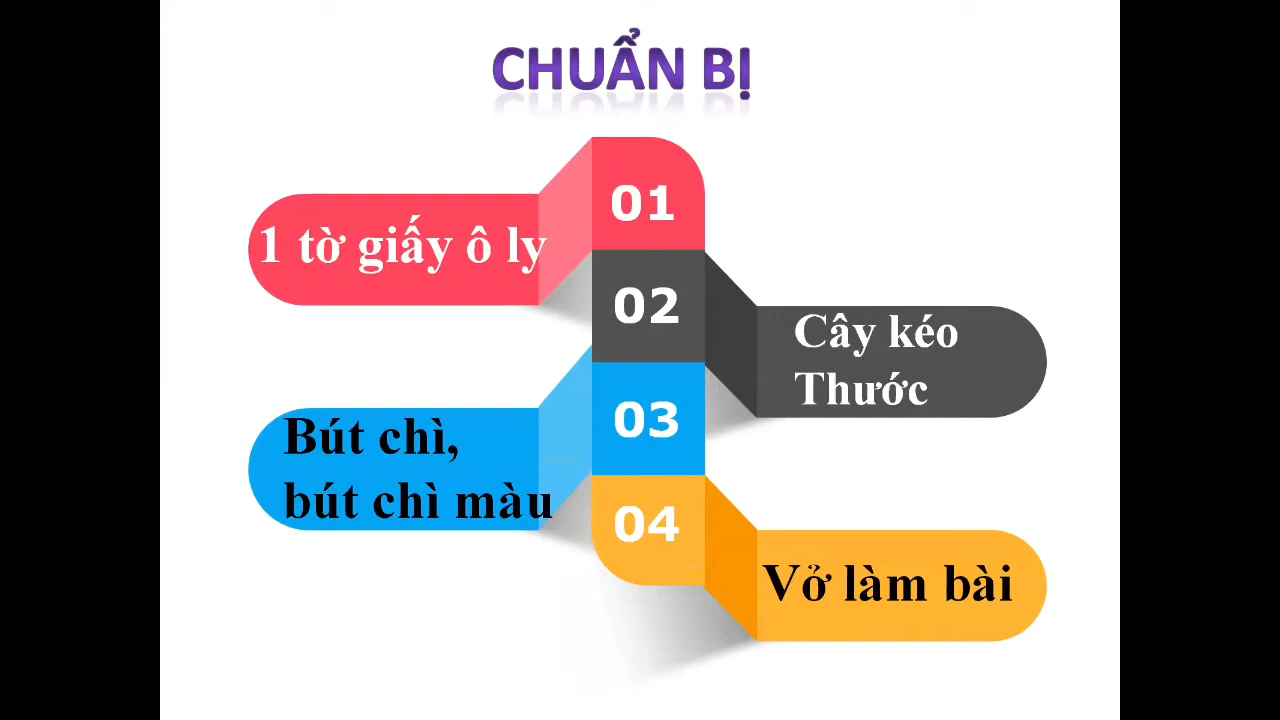 CHUẨN BỊ
01
1 tờ giấy ô ly
02
Cây kéo
Thước
03
Bút chì,
bút chì màu
04
Vở làm bài